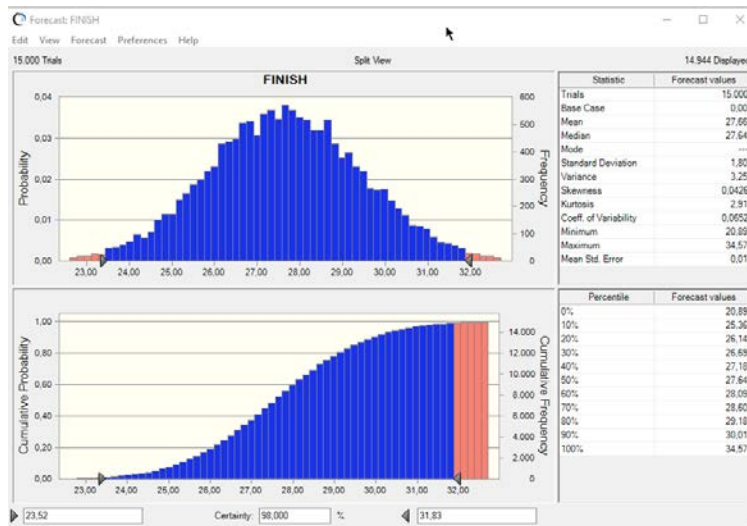 Forecast: FINISH
Edit View Forecast Preferences Help
15.000 Trials Split View 14.944 Displayed
FINISH
0,04 600
500
0,03
400
0,02 300
200
0,01
100
0,00 0
Probability
Frequency
23,00 24,00 25,00 26,00 27,00 28,00 29,00 30,00 31,00 32,00
Statistic Forecast values
Trials 15.000
Base Case 0,00
Mean 27,66
Median 27,64
Mode ---
Standard Deviation 1,80
Variance 3,25
Skewness 0,0426
Kurtosis 2,91
Coeff. of Variability 0,0652
Minimum 20,89
Maximum 34,57
Mean Std. Error 0,01
1,00
14.000
0,80 12.000
10.000
0,60
8.000
0,40 6.000
4.000
0,20
2.000
0,00 0
Cumulative Probability
Cumulative Frequency
23,00 24,00 25,00 26,00 27,00 28,00 29,00 30,00 31,00 32,00
Percentile Forecast values
0% 20,89
10% 25,36
20% 26,14
30% 26,69
40% 27,18
50% 27,64
60% 28,09
70% 28,60
80% 29,18
90% 30,01
100% 34,57
23,52 Certainty: 98,000 % 31,83